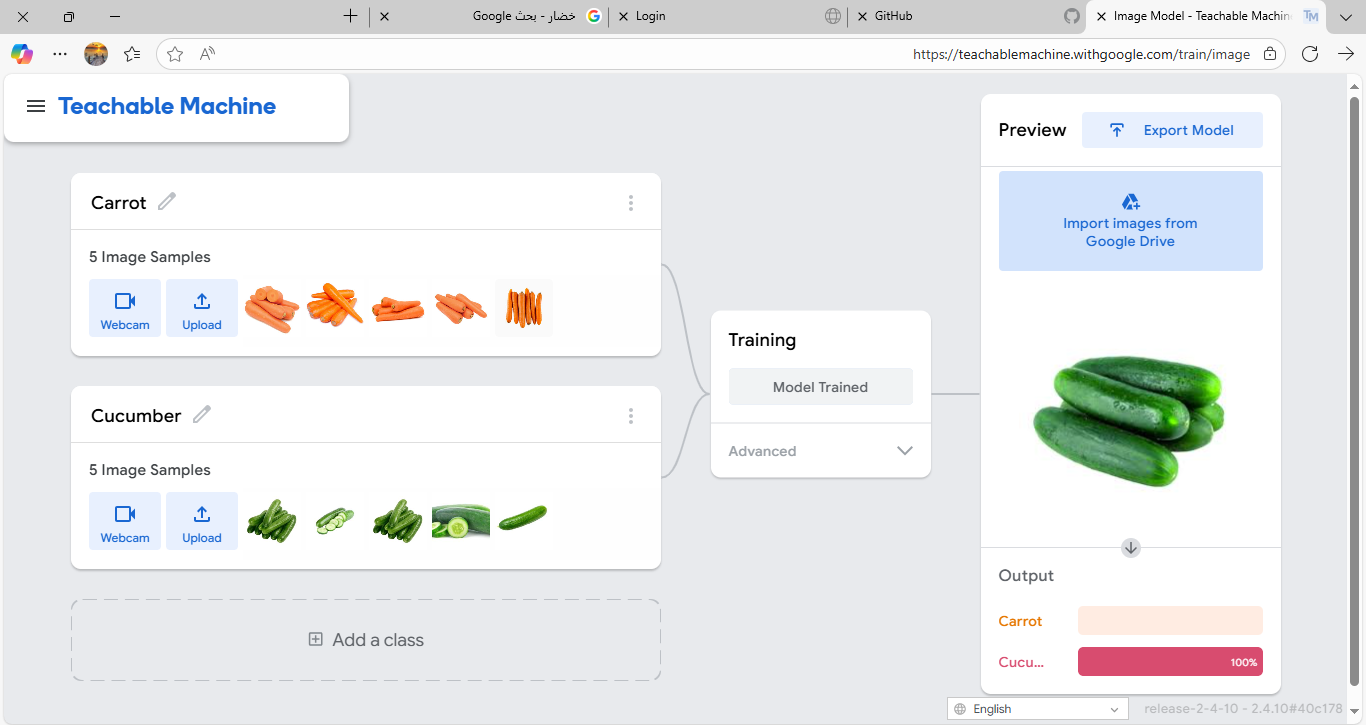 خضار - بحث Google
Login
GitHub
Image Model - Teachable Machin
https://teachablemachine.withgoogle.com/train/image
Teachable Machine
Carrot
5 Image Samples
Webcam
Upload
Cucumber
5 Image Samples
Webcam
Upload
Add a class
Training
Model Trained
Advanced
Preview
Export Model
Import images from
Google Drive
Output
Carrot
Cucu...
100%
English
release-2-4-10 - 2.4.10#40c178